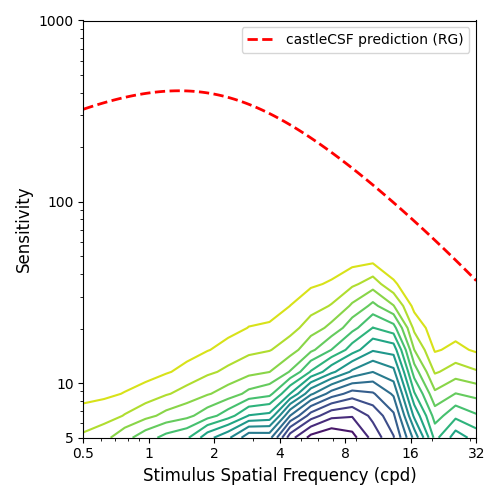 1000
castleCSF prediction (RG)
100
10
5
Sensitivity
0.5 1 2 4 8 16 32
Stimulus Spatial Frequency (cpd)